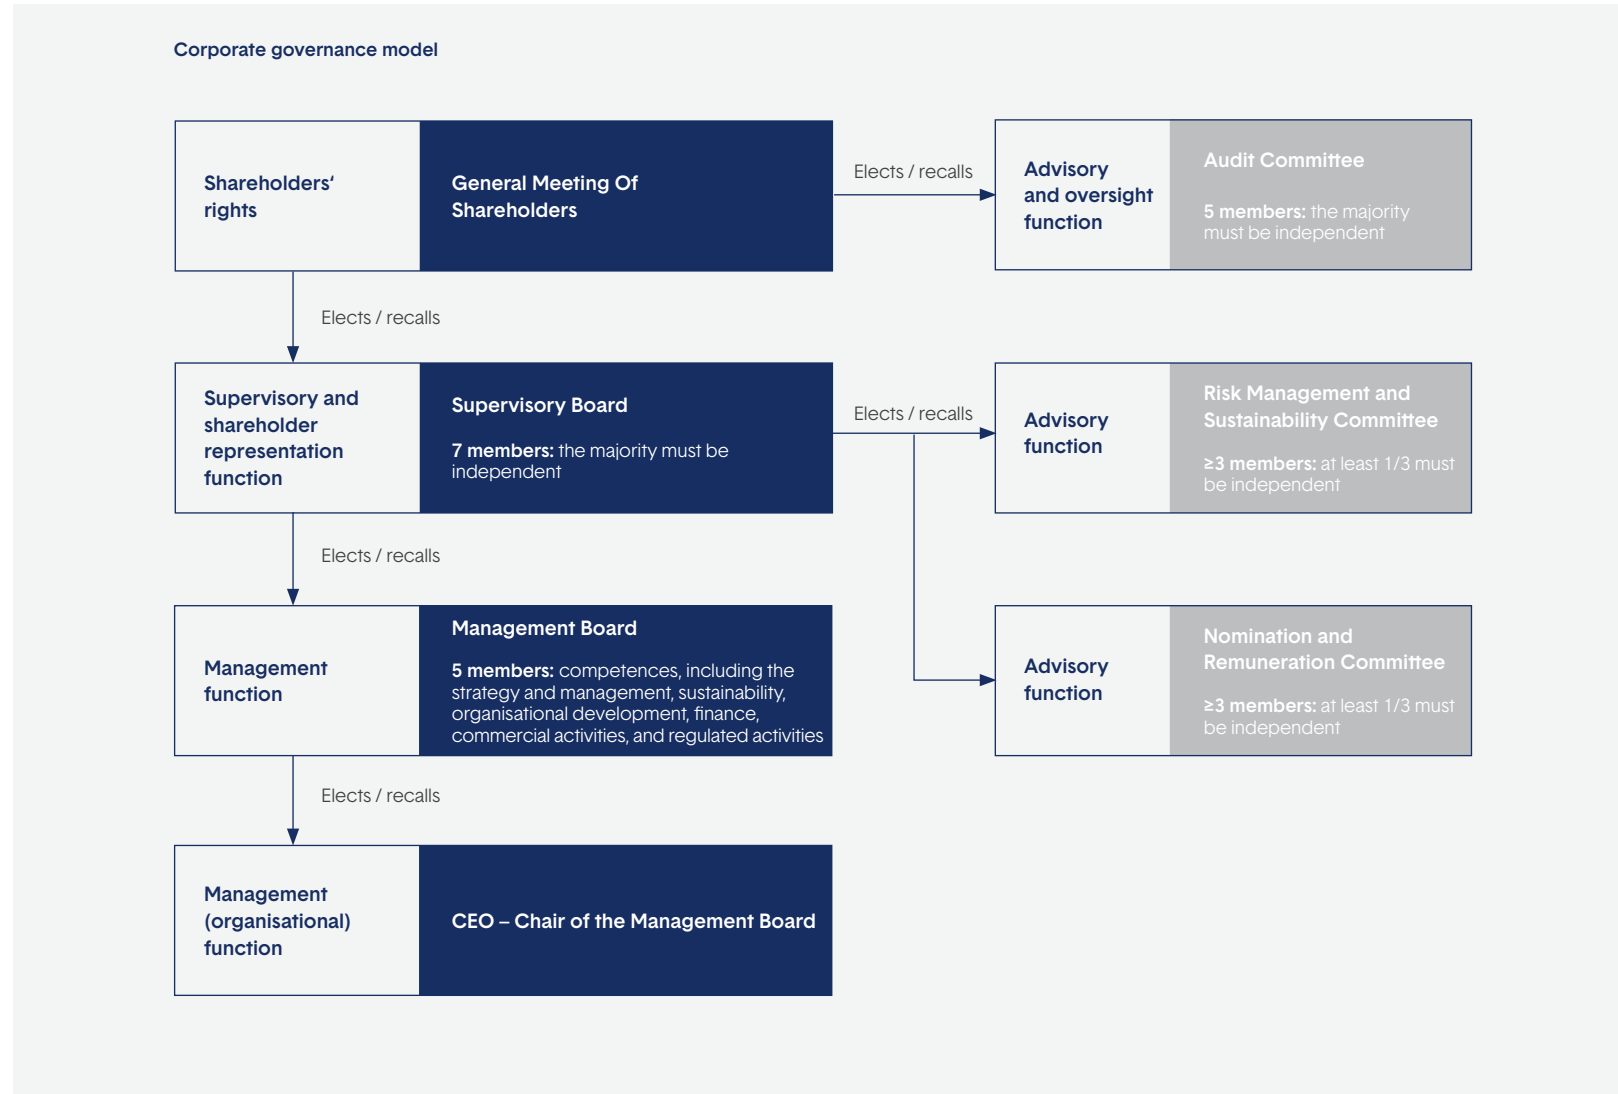 Corporate governance model
Shareholders‘
rights
General Meeting Of
Shareholders
Elects / recalls
Advisory
and oversight
function
Audit Committee
5 members: the majority
must be independent
Elects / recalls
Supervisory and
shareholder
representation
function
Supervisory Board
7 members: the majority must be
independent
Elects / recalls
Advisory
function
Risk Management and
Sustainability Committee
≥3 members: at least 1/3 must
be independent
Elects / recalls
Management
function
Management Board
5 members: competences, including the
strategy and management, sustainability,
organisational development, finance,
commercial activities, and regulated activities
Advisory
function
Nomination and
Remuneration Committee
≥3 members: at least 1/3 must
be independent
Elects / recalls
Management
(organisational)
function
CEO – Chair of the Management Board